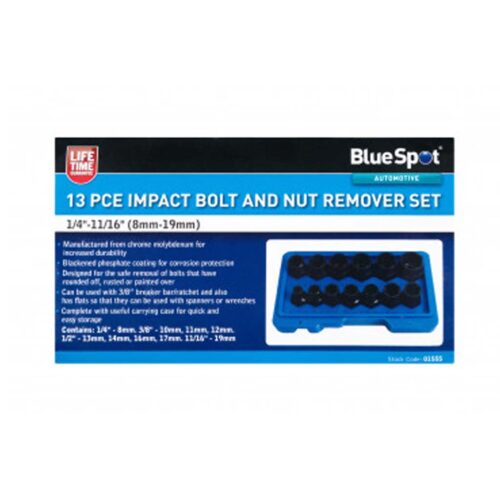 LIFE
TIME
GUARANTEE
BlueSpot
AUTOMOTIVE
13 PCE IMPACT BOLT AND NUT REMOVER SET
1/4"-11/16" (8mm-19mm)
• Manufactured from chrome molybdenum for
increased durability
• Blackened phosphate coating for corrosion protection
• Designed for the safe removal of bolts that have
rounded off, rusted or painted over
• Can be used with 3/8" breaker bar/ratchet and also
has flats so that they can be used with spanners or wrenches
• Complete with useful carrying case for quick and
easy storage
Contains: 1/4" - 8mm. 3/8" - 10mm, 11mm, 12mm.
1/2" - 13mm, 14mm, 16mm, 17mm. 11/16" - 19mm
Stock Code: 01555